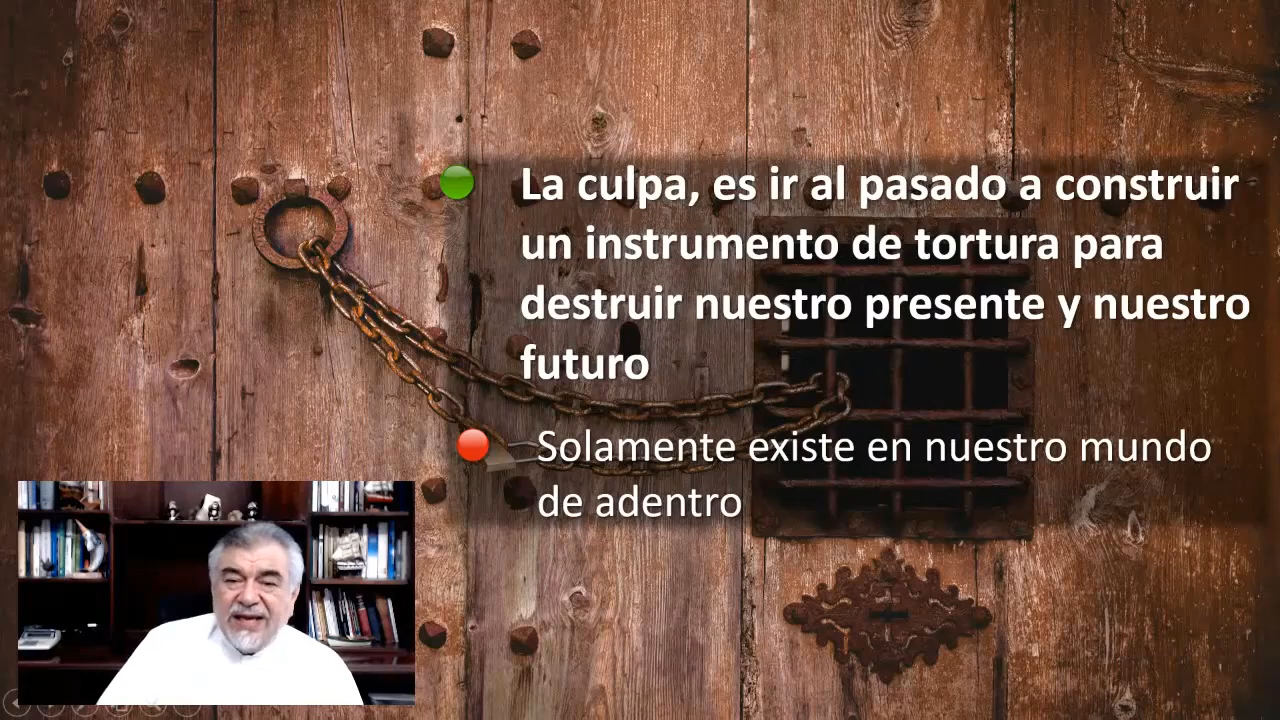 La culpa, es ir al pasado a construir
un instrumento de tortura para
destruir nuestro presente y nuestro
futuro
Solamente existe en nuestro mundo
de adentro